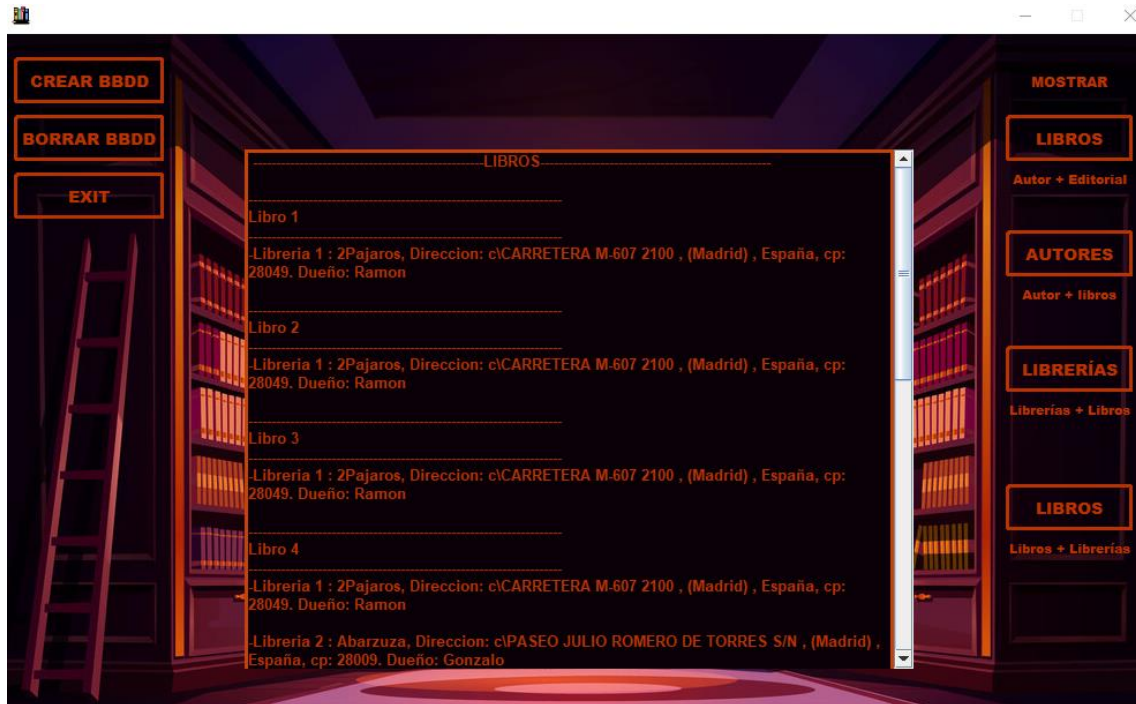 CREAR BBDD
BORRAR BBDD
EXIT
--------------------------------------------------LIBROS--------------------------------------------------
--------------------------------------------------------------------
Libro 1
--------------------------------------------------------------------
-Libreria 1 : 2Pajaros, Direccion: c\CARRETERA M-607 2100 , (Madrid) , España, cp:
28049. Dueño: Ramon
--------------------------------------------------------------------
Libro 2
--------------------------------------------------------------------
-Libreria 1 : 2Pajaros, Direccion: c\CARRETERA M-607 2100 , (Madrid) , España, cp:
28049. Dueño: Ramon
--------------------------------------------------------------------
Libro 3
--------------------------------------------------------------------
-Libreria 1 : 2Pajaros, Direccion: c\CARRETERA M-607 2100 , (Madrid) , España, cp:
28049. Dueño: Ramon
--------------------------------------------------------------------
Libro 4
--------------------------------------------------------------------
-Libreria 1 : 2Pajaros, Direccion: c\CARRETERA M-607 2100 , (Madrid) , España, cp:
28049. Dueño: Ramon
-Libreria 2 : Abarzuza, Direccion: c\PASEO JULIO ROMERO DE TORRES S/N , (Madrid) ,
España, cp: 28009. Dueño: Gonzalo
MOSTRAR
LIBROS
Autor + Editorial
AUTORES
Autor + libros
LIBRERÍAS
Librerías + Libros
LIBROS
Libros + Librerías